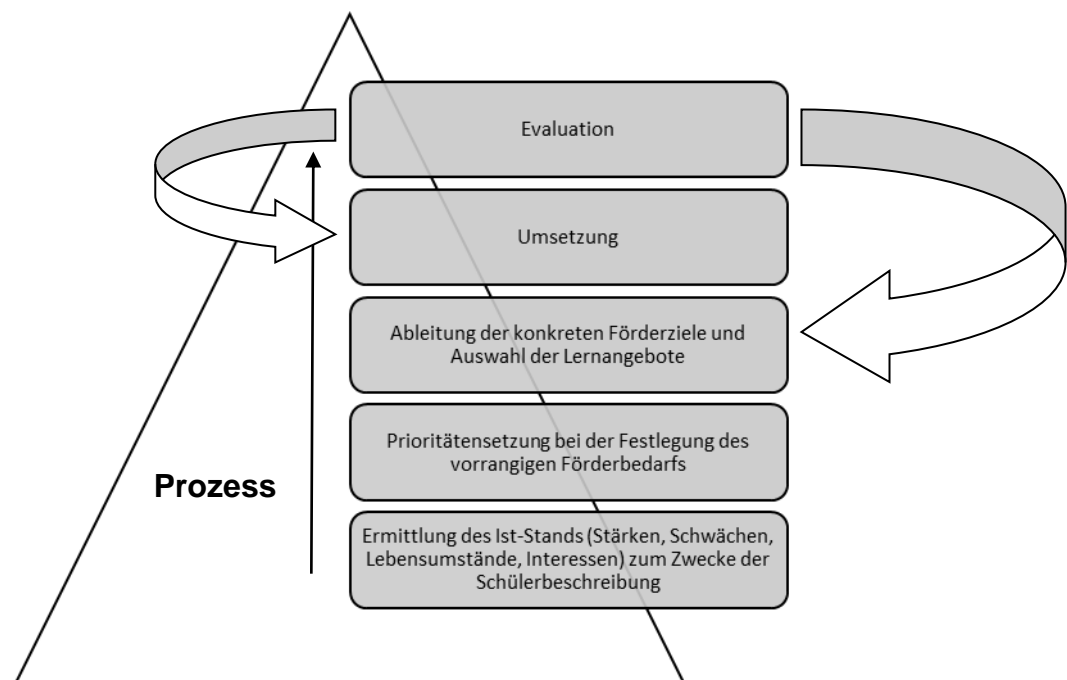 Evaluation
Umsetzung
Ableitung der konkreten Förderziele und
Auswahl der Lernangebote
Prioritätensetzung bei der Festlegung des
vorrangigen Förderbedarfs
Prozess
Ermittlung des Ist-Stands (Stärken, Schwächen,
Lebensumstände, Interessen) zum Zwecke der
Schülerbeschreibung